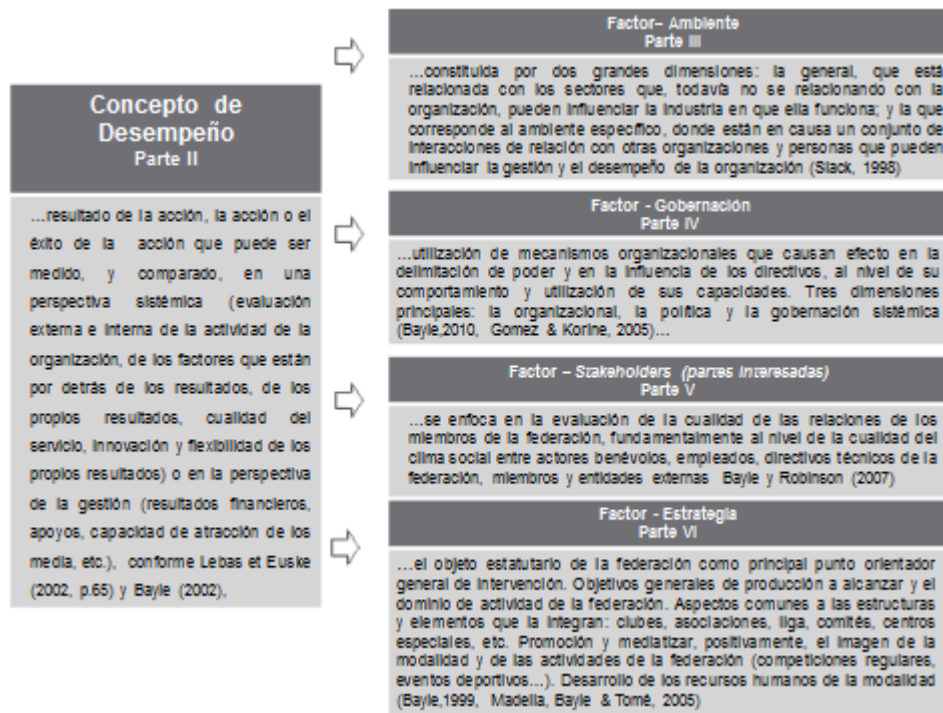 Concepto de
Desempeño
Parte II
...resultado de la acción, la acción o el
éxito de la acción que puede ser
medido, y comparado, en una
perspectiva sistémica (evaluación
externa e interna de la actividad de la
organización, de los factores que están
por detrás de los resultados, de los
propios resultados, cualidad del
servicio, innovación y flexibilidad de los
propios resultados) o en la perspectiva
de la gestión (resultados financieros,
apoyos, capacidad de atracción de los
media, etc.), conforme Lebas et Euske
(2002, p.65) y Bayle (2002),
Factor– Ambiente
Parte III
...constituida por dos grandes dimensiones: la general, que está
relacionada con los sectores que, todavía no se relacionando con la
organización, pueden influenciar la industria en que ella funciona; y la que
corresponde al ambiente específico, donde están en causa un conjunto de
interacciones de relación con otras organizaciones y personas que pueden
influenciar la gestión y el desempeño de la organización (Slack, 1998)
Factor - Gobernación
Parte IV
...utilización de mecanismos organizacionales que causan efecto en la
delimitación de poder y en la influencia de los directivos, al nivel de su
comportamiento y utilización de sus capacidades. Tres dimensiones
principales: la organizacional, la política y la gobernación sistémica
(Bayle,2010, Gomez & Korine, 2005)...
Factor – Stakeholders (partes interesadas)
Parte V
...se enfoca en la evaluación de la cualidad de las relaciones de los
miembros de la federación, fundamentalmente al nivel de la cualidad del
clima social entre actores benévolos, empleados, directivos técnicos de la
federación, miembros y entidades externas Bayle y Robinson (2007)
Factor - Estrategia
Parte VI
...el objeto estatutario de la federación como principal punto orientador
general de intervención. Objetivos generales de producción a alcanzar y el
dominio de actividad de la federación. Aspectos comunes a las estructuras
y elementos que la integran: clubes, asociaciones, liga, comités, centros
especiales, etc. Promoción y mediatizar, positivamente, el imagen de la
modalidad y de las actividades de la federación (competiciones regulares,
eventos deportivos...). Desarrollo de los recursos humanos de la modalidad
(Bayle,1999, Madella, Bayle & Tomé, 2005)